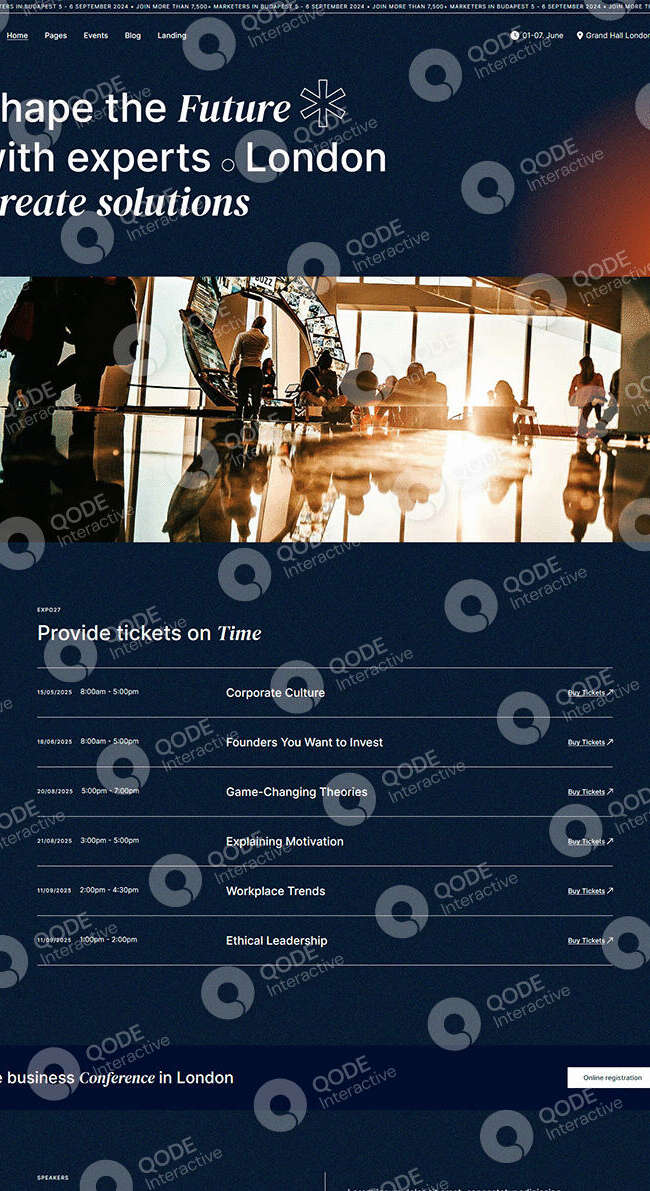 TERS IN BUDAPEST 5 - 6 SEPTEMBER 2024 • JOIN MORE THAN 7,500+ MARKETERS IN BUDAPEST 5 - 6 SEPTEMBER 2024 • JOIN MORE THAN 7,500+ MARKETERS IN BUDAPEST 5 - 6 SEPTEMBER 2024 • JOIN MORE T
Home Pages Events Blog Landing 01-07. June Grand Hall London
hape the Future
with experts London
reate solutions
EXPO27
Provide tickets on Time
15/05/2025 8:00am - 5:00pm Corporate Culture Buy Tickets
18/06/2025 8:00am - 5:00pm Founders You Want to Invest Buy Tickets
20/08/2025 5:00pm - 7:00pm Game-Changing Theories Buy Tickets
21/08/2025 3:00pm - 5:00pm Explaining Motivation Buy Tickets
11/09/2025 2:00pm - 4:30pm Workplace Trends Buy Tickets
11/09/2025 1:00pm - 2:00pm Ethical Leadership Buy Tickets
e business Conference in London Online registration
SPEAKERS
QODE
Interactive